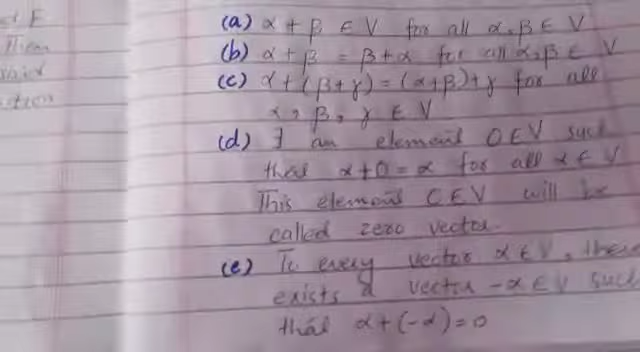 (a) α + β ∈ V for all α, β ∈ V
(b) α + β = β + α for all α, β ∈ V
(c) α + (β + γ) = (α + β) + γ for all
α, β, γ ∈ V
(d) ∃ an element 0 ∈ V such
that α + 0 = α for all α ∈ V
This element 0 ∈ V will be
called zero vector.
(e) To every vector α ∈ V, there
exists a vector -α ∈ V such
that α + (-α) = 0